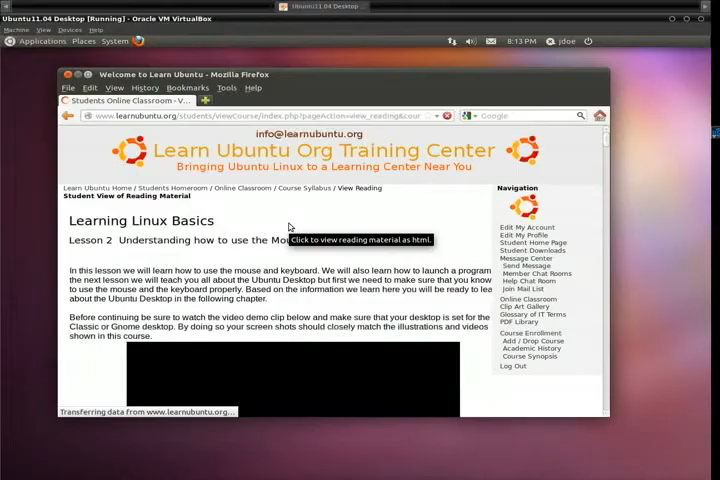 Ubuntu11.04 Desktop ...
Ubuntu11.04 Desktop [Running] - Oracle VM VirtualBox
Machine View Devices Help
Applications Places System 8:13 PM jdoe
Welcome to Learn Ubuntu - Mozilla Firefox
File Edit View History Bookmarks Tools Help
Students Online Classroom - V...
www.learnubuntu.org/students/viewCourse/index.php?pageAction=view_reading&cour Google
info@learnubuntu.org
Learn Ubuntu Org Training Center
Bringing Ubuntu Linux to a Learning Center Near You
Learn Ubuntu Home / Students Homeroom / Online Classroom / Course Syllabus / View Reading
Student View of Reading Material
Learning Linux Basics
Lesson 2 Understanding how to use the Mo
Click to view reading material as html.
In this lesson we will learn how to use the mouse and keyboard. We will also learn how to launch a program
the next lesson we will teach you all about the Ubuntu Desktop but first we need to make sure that you know
to use the mouse and the keyboard properly. Based on the information we learn here you will be ready to lea
about the Ubuntu Desktop in the following chapter.
Before continuing be sure to watch the video demo clip below and make sure that your desktop is set for the
Classic or Gnome desktop. By doing so your screen shots should closely match the illustrations and videos
shown in this course.
Navigation
Edit My Account
Edit My Profile
Student Home Page
Student Downloads
Message Center
Send Message
Member Chat Rooms
Help Chat Room
Join Mail List
Online Classroom
Clip Art Gallery
Glossary of IT Terms
PDF Library
Course Enrollment
Add / Drop Course
Academic History
Course Synopsis
Log Out
Transferring data from www.learnubuntu.org...